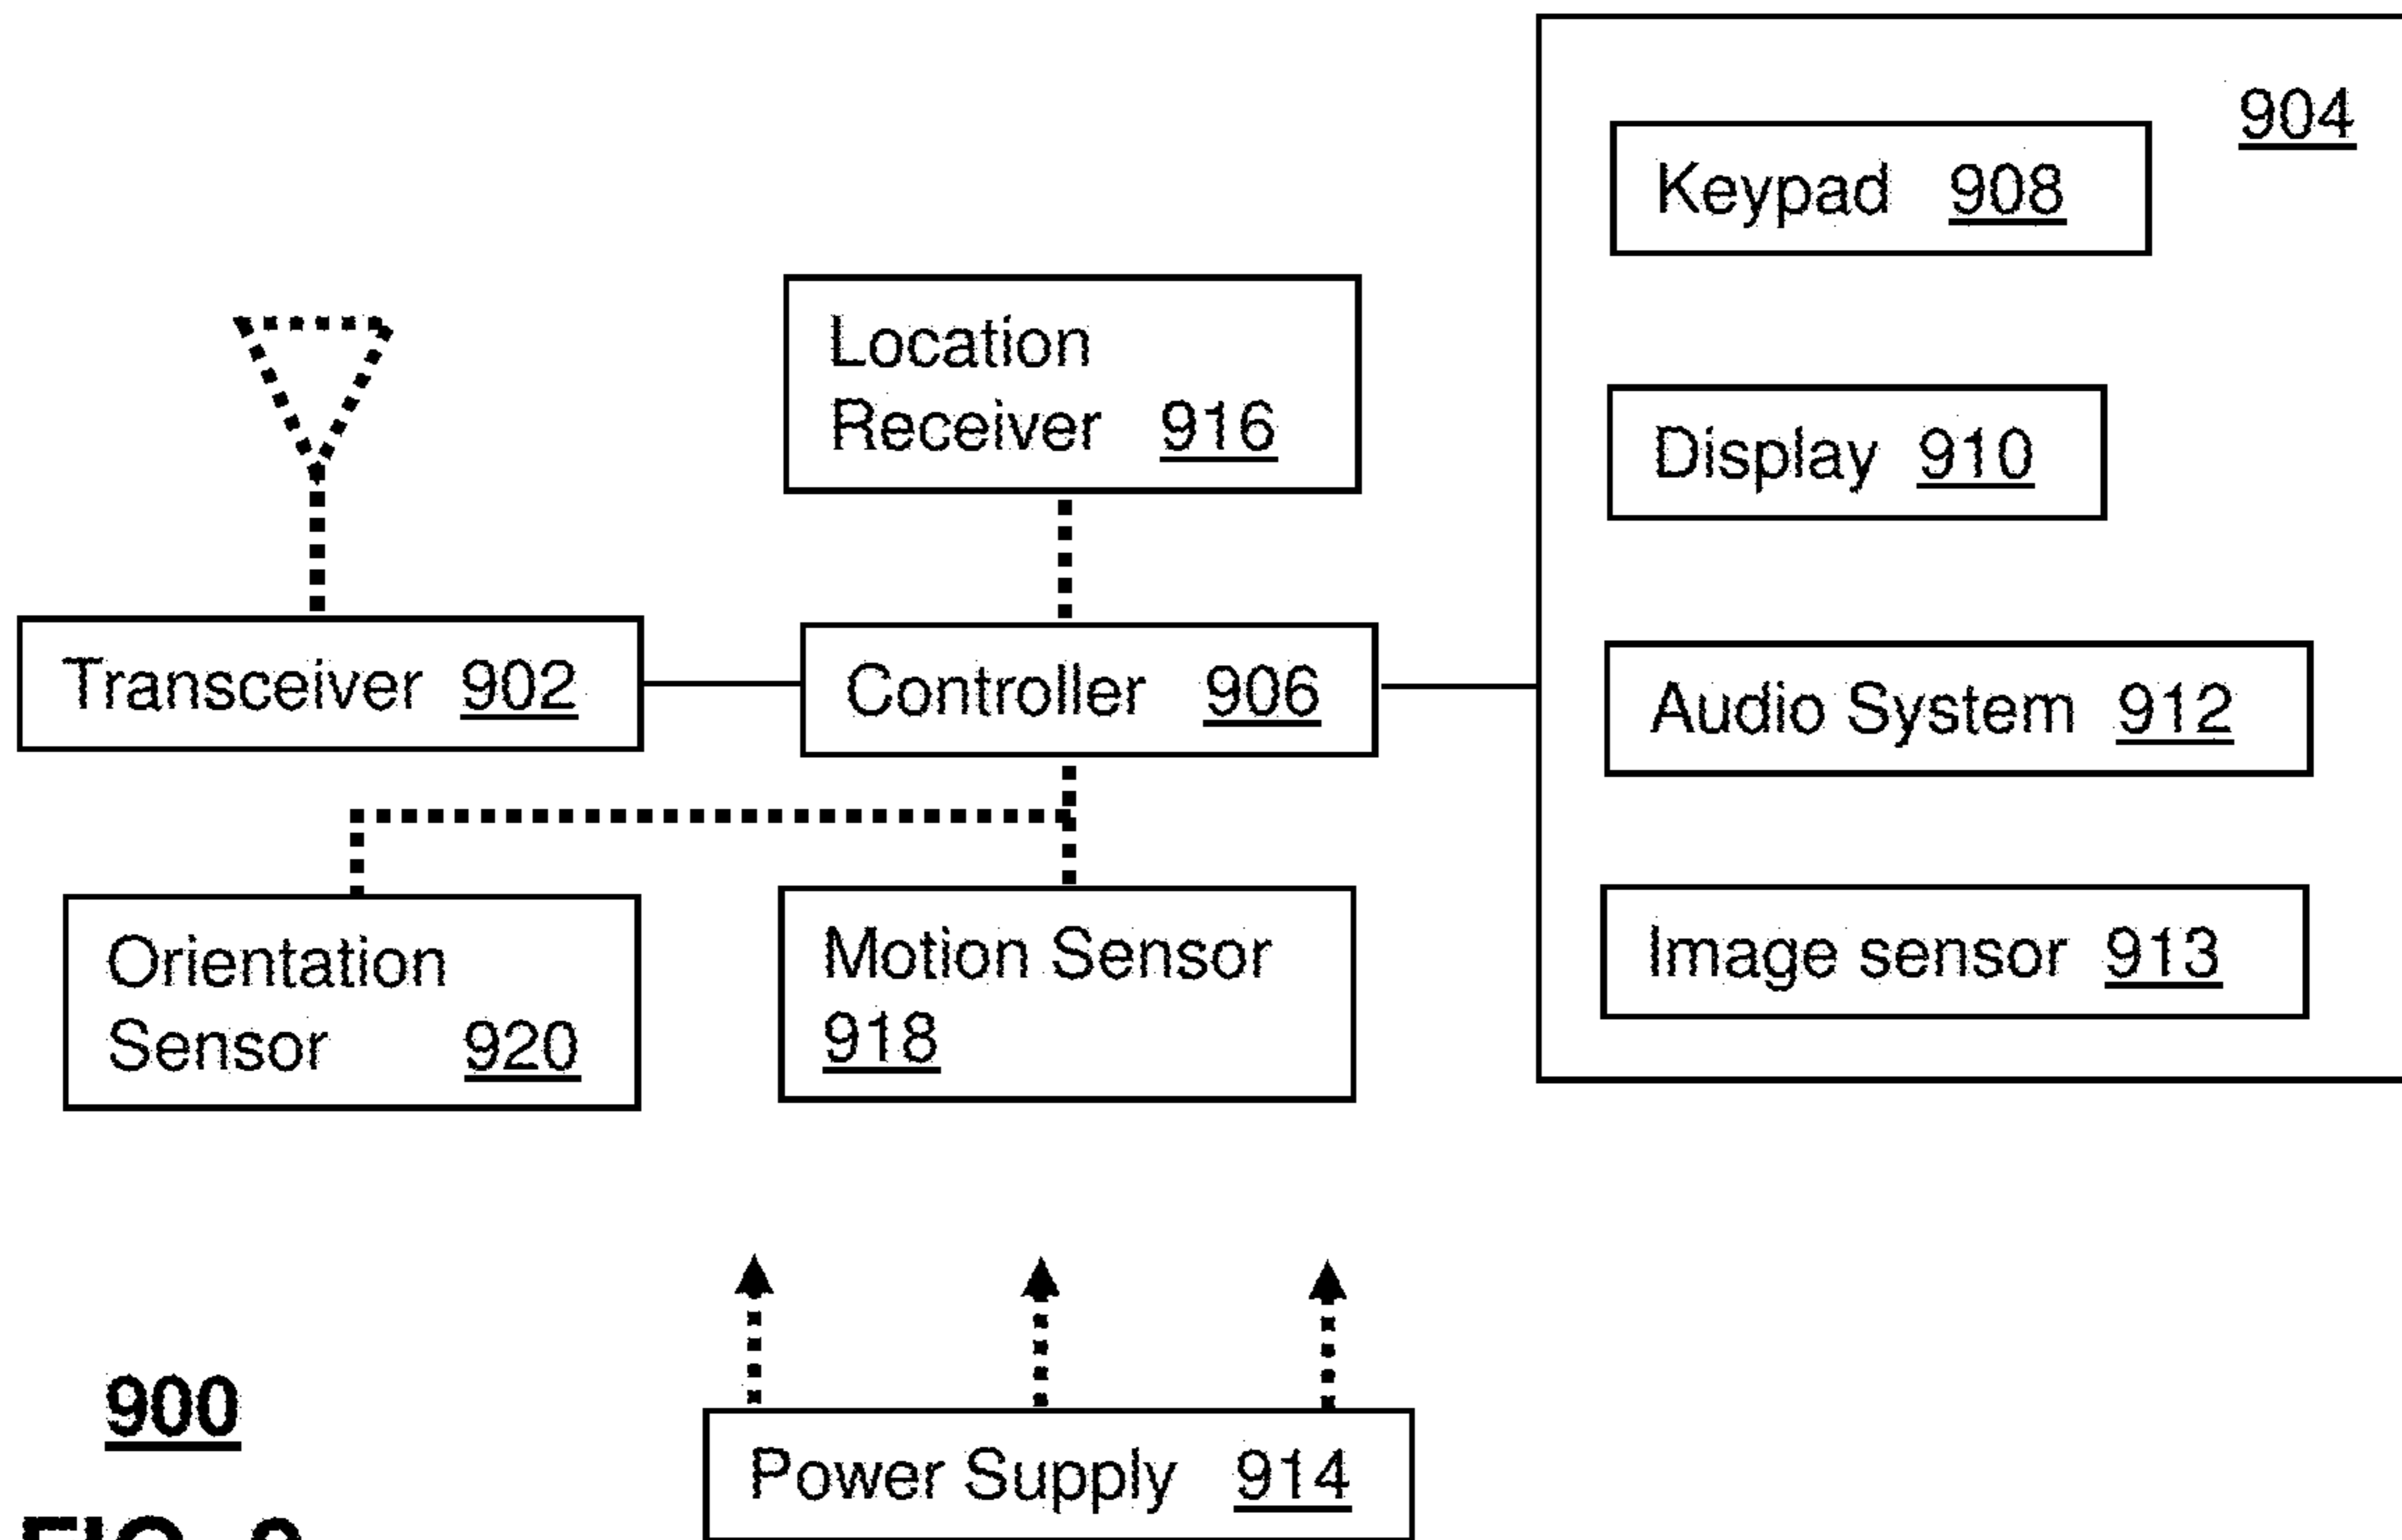 904
Keypad 908
Location
Receiver 916
Display 910
Transceiver 902
Controller 906
Audio System 912
Orientation
Sensor 920
Motion Sensor
918
Image sensor 913
900
Power Supply 914